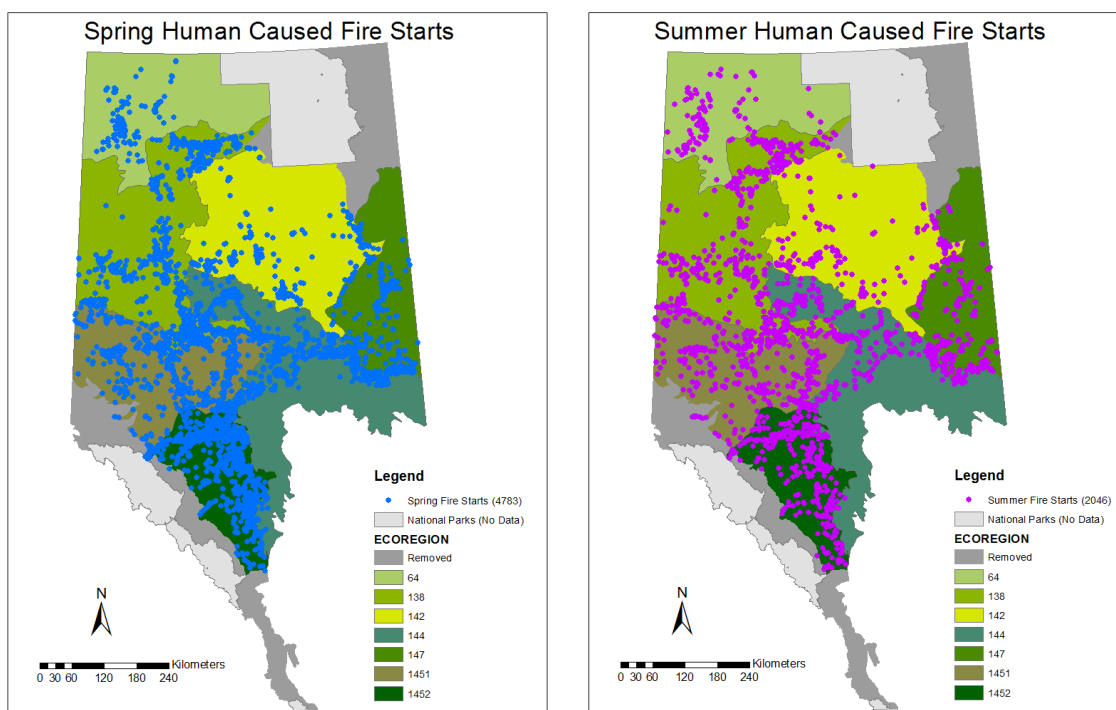 Spring Human Caused Fire Starts
Legend
Spring Fire Starts (4783)
National Parks (No Data)
ECOREGION
Removed
64
138
142
144
147
1451
1452
N
Kilometers
0 30 60 120 180 240
Summer Human Caused Fire Starts
Legend
Summer Fire Starts (2046)
National Parks (No Data)
ECOREGION
Removed
64
138
142
144
147
1451
1452
N
Kilometers
0 30 60 120 180 240